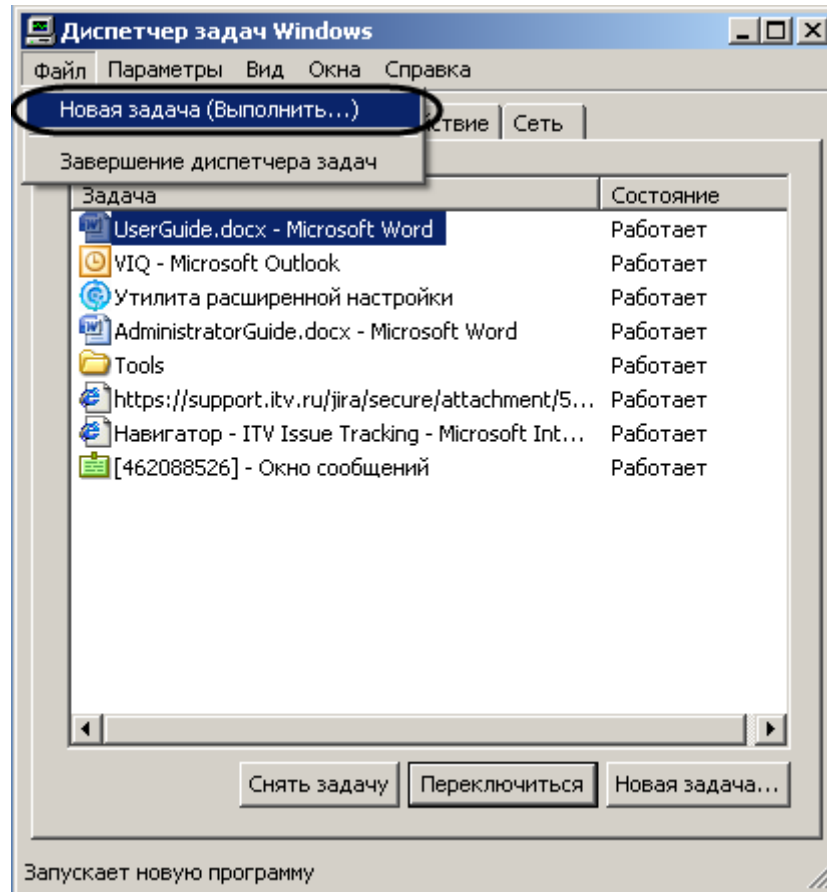 Диспетчер задач Windows
Файл Параметры Вид Окна Справка
Новая задача (Выполнить...)
Сеть
Завершение диспетчера задач
Задача Состояние
UserGuide.docx - Microsoft Word Работает
VIQ - Microsoft Outlook Работает
Утилита расширенной настройки Работает
AdministratorGuide.docx - Microsoft Word Работает
Tools Работает
https://support.itv.ru/jira/secure/attachment/5... Работает
Навигатор - ITV Issue Tracking - Microsoft Int... Работает
[462088526] - Окно сообщений Работает
Снять задачу Переключиться Новая задача...
Запускает новую программу